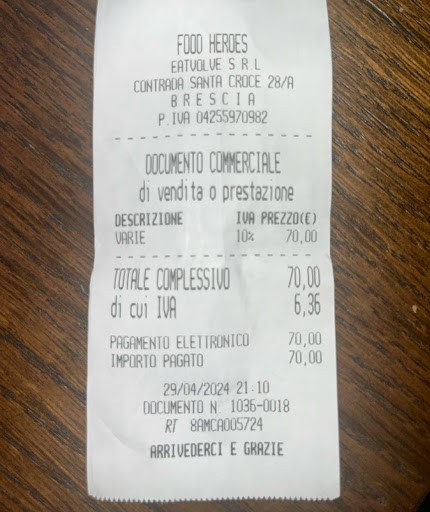 FOOD HEROES
EATVOLVE S R L
CONTRADA SANTA CROCE 28/A
BRESCIA
P.IVA 04255970982
DOCUMENTO COMMERCIALE
di vendita o prestazione
DESCRIZIONE IVA PREZZO(€)
VARIE 10% 70,00
TOTALE COMPLESSIVO 70,00
di cui IVA 6,36
PAGAMENTO ELETTRONICO 70,00
IMPORTO PAGATO 70,00
29/04/2024 21:10
DOCUMENTO N. 1036-0018
RT 8AMCA005724
ARRIVEDERCI E GRAZIE